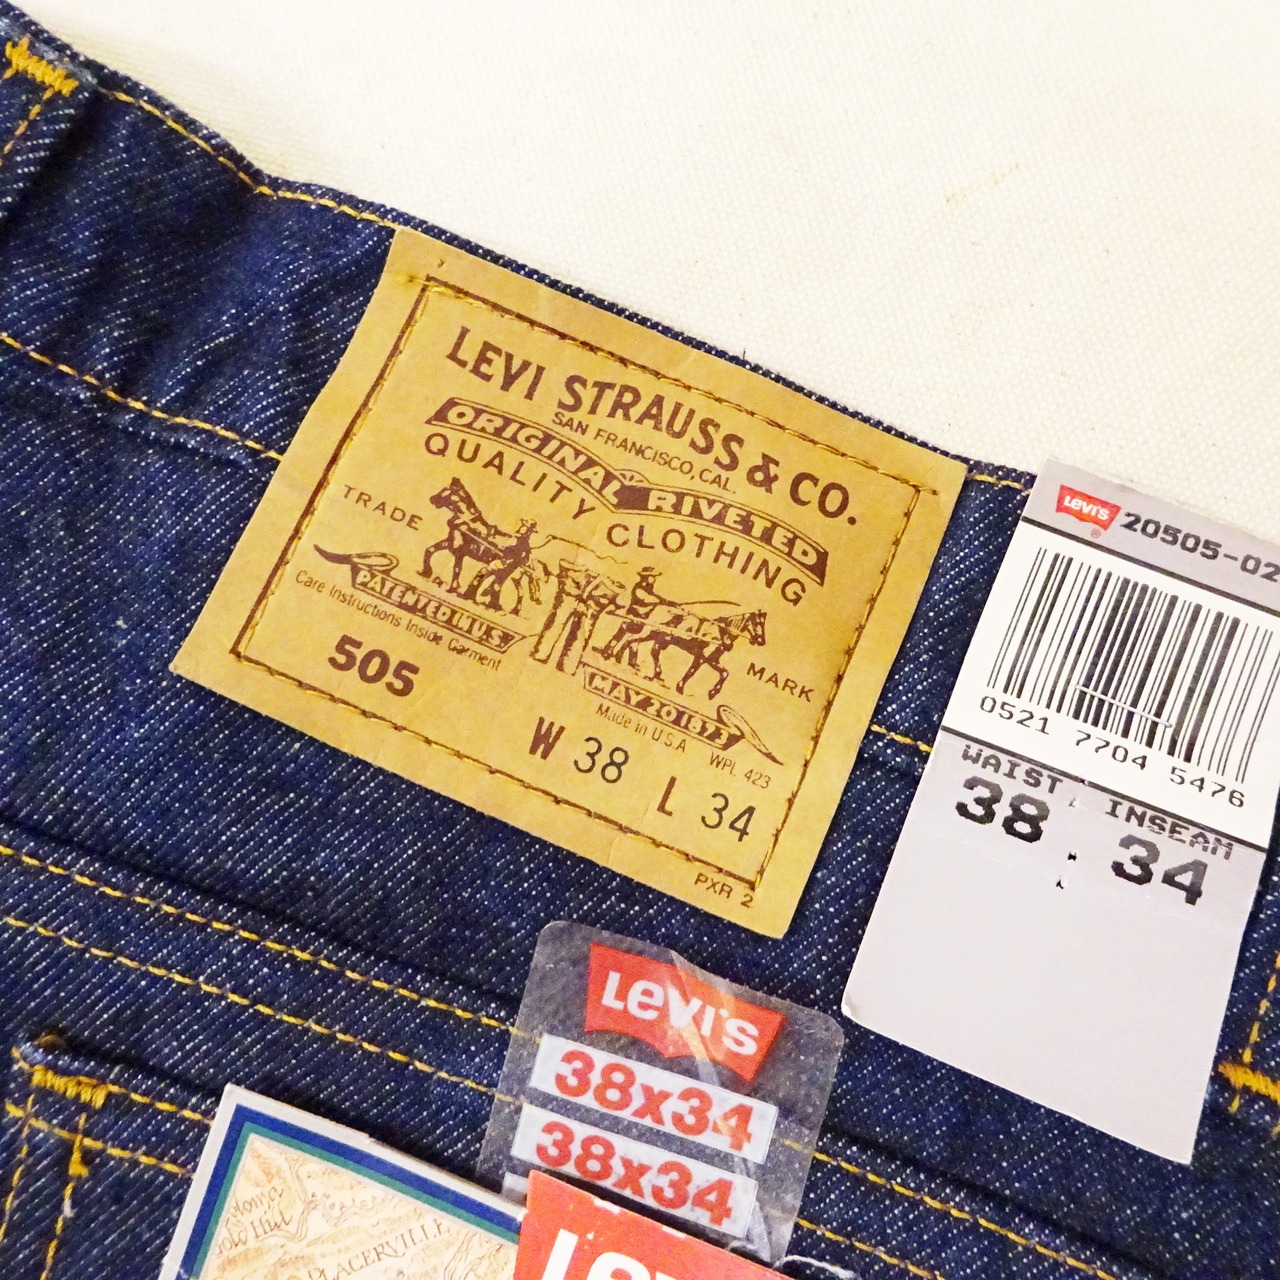 LEVI STRAUSS & CO.
SAN FRANCISCO, CAL.
ORIGINAL RIVETED
QUALITY CLOTHING
TRADE MARK
PATENTED IN U.S.
MAY 20 1873
Care Instructions Inside Garment
Made in U.S.A
WPL 423
505
W 38 L 34
PXR 2
LEVI'S
20505-02
0521 7704 5476
WAIST INSEAM
38 34
LEVI'S
38x34
38x34
PLACERVILLE